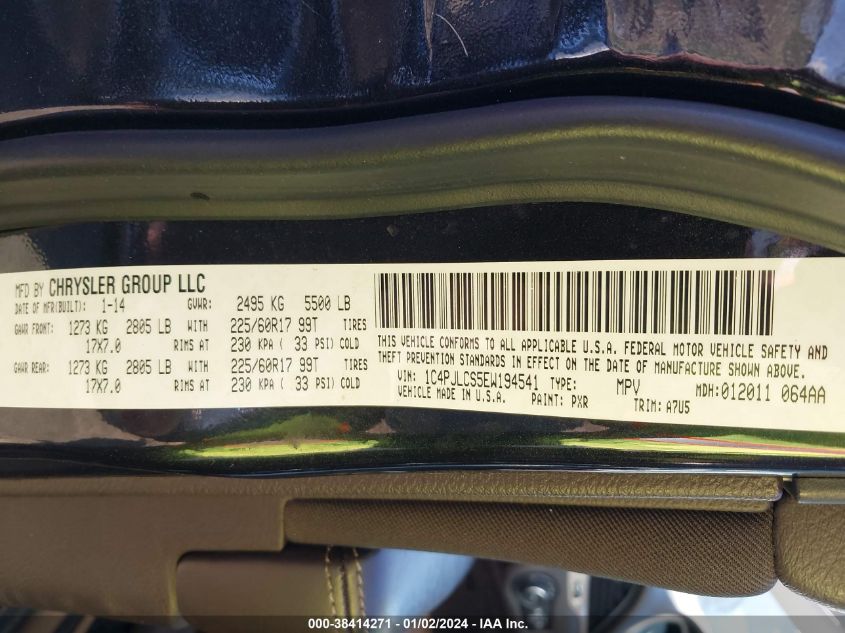 MFD BY CHRYSLER GROUP LLC
DATE OF MFR(BUILT): 1-14 GVWR: 2495 KG 5500 LB
GAWR FRONT: 1273 KG 2805 LB WITH 225/60R17 99T TIRES
17X7.0 RIMS AT 230 KPA ( 33 PSI) COLD
GAWR REAR: 1273 KG 2805 LB WITH 225/60R17 99T TIRES
17X7.0 RIMS AT 230 KPA ( 33 PSI) COLD
THIS VEHICLE CONFORMS TO ALL APPLICABLE U.S.A. FEDERAL MOTOR VEHICLE SAFETY AND
THEFT PREVENTION STANDARDS IN EFFECT ON THE DATE OF MANUFACTURE SHOWN ABOVE.
VIN: 1C4PJLCS5EW194541 TYPE: MPV MDH:012011 064AA
VEHICLE MADE IN U.S.A. PAINT: PXR TRIM: A7U5
000-38414271 - 01/02/2024 - IAA Inc.